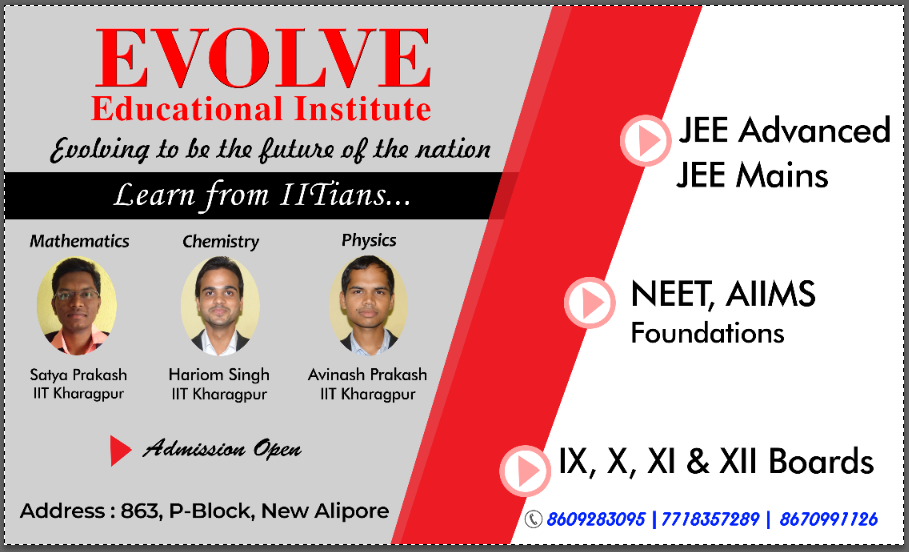 EVOLVE
Educational Institute
Evolving to be the future of the nation
Learn from IITians...
Mathematics
Satya Prakash
IIT Kharagpur
Chemistry
Hariom Singh
IIT Kharagpur
Physics
Avinash Prakash
IIT Kharagpur
Admission Open
Address : 863, P-Block, New Alipore
JEE Advanced
JEE Mains
NEET, AIIMS
Foundations
IX, X, XI & XII Boards
8609283095 | 7718357289 | 8670991126